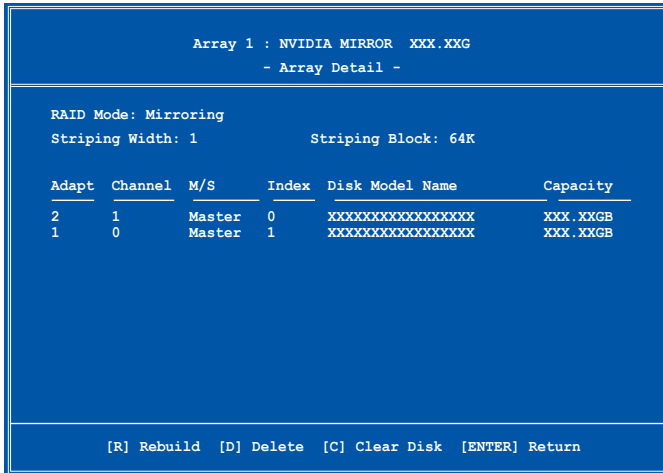 Array 1 : NVIDIA MIRROR XXX.XXG
- Array Detail -
RAID Mode: Mirroring
Striping Width: 1 Striping Block: 64K
Adapt Channel M/S Index Disk Model Name Capacity
2 1 Master 0 XXXXXXXXXXXXXXXXX XXX.XXGB
1 0 Master 1 XXXXXXXXXXXXXXXXX XXX.XXGB
[R] Rebuild [D] Delete [C] Clear Disk [ENTER] Return